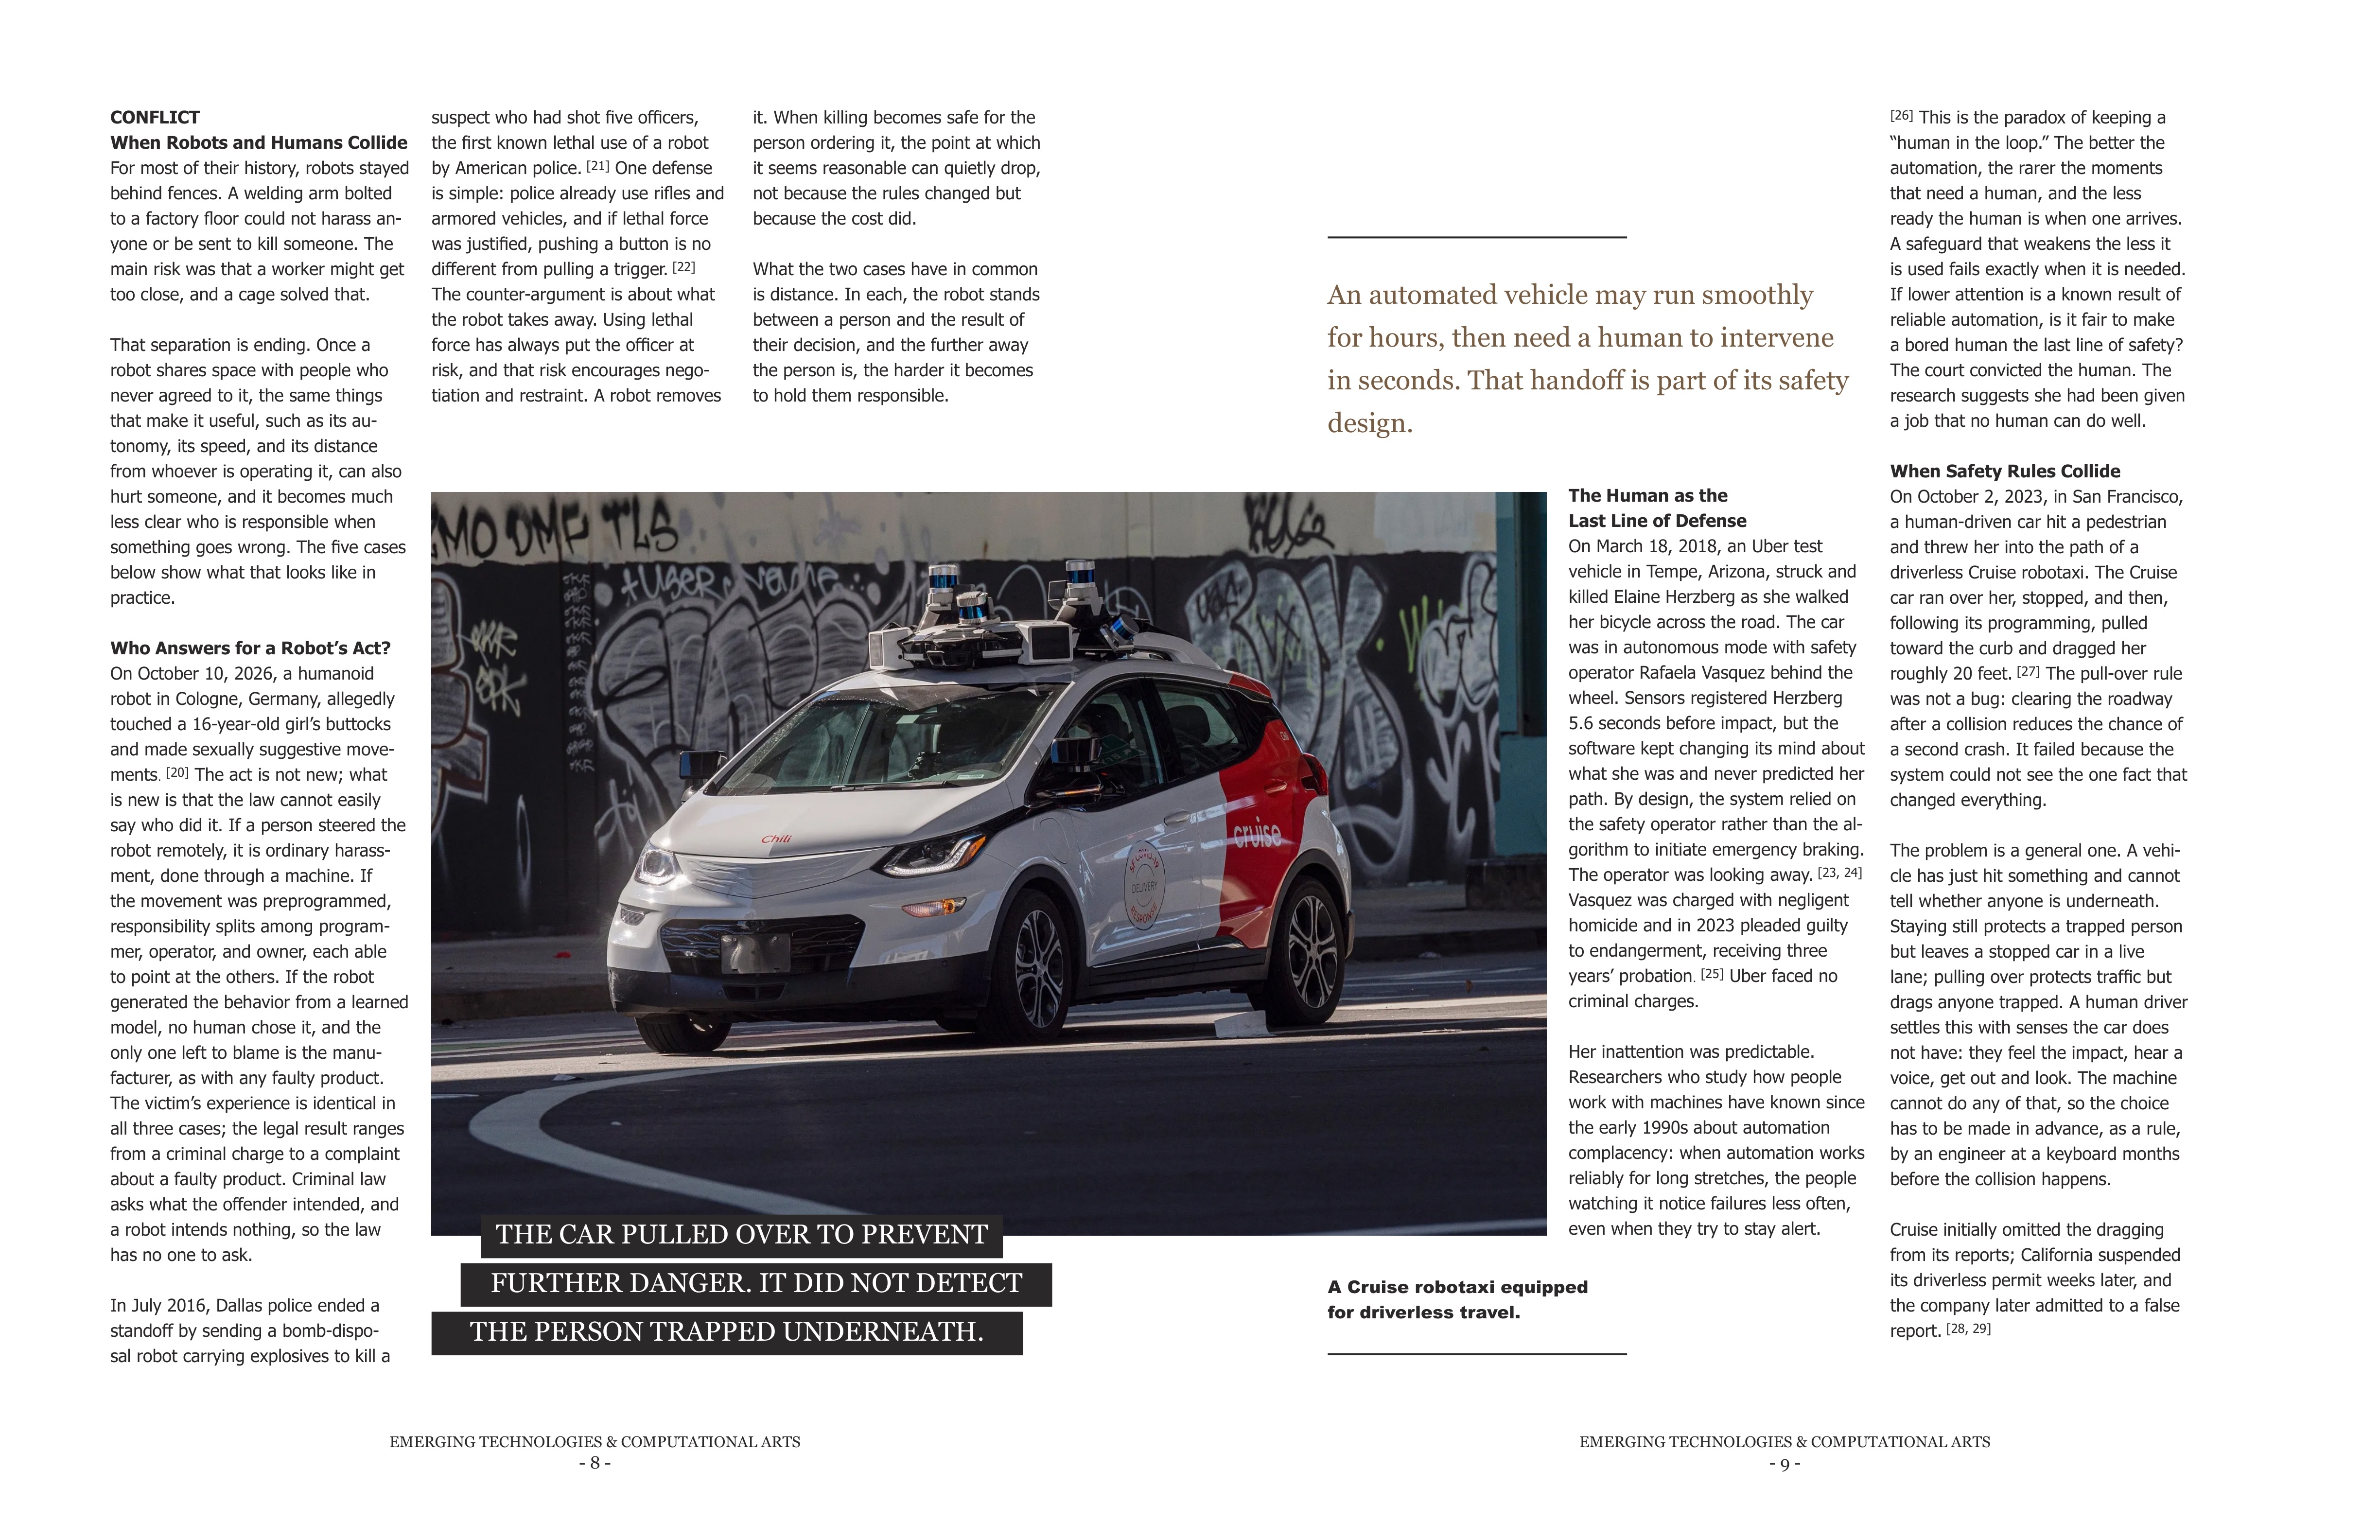 CONFLICT
When Robots and Humans Collide
For most of their history, robots stayed
behind fences. A welding arm bolted
to a factory floor could not harass an-
yone or be sent to kill someone. The
main risk was that a worker might get
too close, and a cage solved that.
That separation is ending. Once a
robot shares space with people who
never agreed to it, the same things
that make it useful, such as its au-
tonomy, its speed, and its distance
from whoever is operating it, can also
hurt someone, and it becomes much
less clear who is responsible when
something goes wrong. The five cases
below show what that looks like in
practice.
Who Answers for a Robot’s Act?
On October 10, 2026, a humanoid
robot in Cologne, Germany, allegedly
touched a 16-year-old girl’s buttocks
and made sexually suggestive move-
ments. [20] The act is not new; what
is new is that the law cannot easily
say who did it. If a person steered the
robot remotely, it is ordinary harass-
ment, done through a machine. If
the movement was preprogrammed,
responsibility splits among program-
mer, operator, and owner, each able
to point at the others. If the robot
generated the behavior from a learned
model, no human chose it, and the
only one left to blame is the manu-
facturer, as with any faulty product.
The victim’s experience is identical in
all three cases; the legal result ranges
from a criminal charge to a complaint
about a faulty product. Criminal law
asks what the offender intended, and
a robot intends nothing, so the law
has no one to ask.
In July 2016, Dallas police ended a
standoff by sending a bomb-dispo-
sal robot carrying explosives to kill a
suspect who had shot five officers,
the first known lethal use of a robot
by American police. [21] One defense
is simple: police already use rifles and
armored vehicles, and if lethal force
was justified, pushing a button is no
different from pulling a trigger. [22]
The counter-argument is about what
the robot takes away. Using lethal
force has always put the officer at
risk, and that risk encourages nego-
tiation and restraint. A robot removes
it. When killing becomes safe for the
person ordering it, the point at which
it seems reasonable can quietly drop,
not because the rules changed but
because the cost did.
What the two cases have in common
is distance. In each, the robot stands
between a person and the result of
their decision, and the further away
the person is, the harder it becomes
to hold them responsible.
MO DMF TLS
USER
Chili
cruise
SF COVID-19
DELIVERY
RESPONSE
THE CAR PULLED OVER TO PREVENT
FURTHER DANGER. IT DID NOT DETECT
THE PERSON TRAPPED UNDERNEATH.
EMERGING TECHNOLOGIES & COMPUTATIONAL ARTS
- 8 -
An automated vehicle may run smoothly
for hours, then need a human to intervene
in seconds. That handoff is part of its safety
design.
The Human as the
Last Line of Defense
On March 18, 2018, an Uber test
vehicle in Tempe, Arizona, struck and
killed Elaine Herzberg as she walked
her bicycle across the road. The car
was in autonomous mode with safety
operator Rafaela Vasquez behind the
wheel. Sensors registered Herzberg
5.6 seconds before impact, but the
software kept changing its mind about
what she was and never predicted her
path. By design, the system relied on
the safety operator rather than the al-
gorithm to initiate emergency braking.
The operator was looking away. [23, 24]
Vasquez was charged with negligent
homicide and in 2023 pleaded guilty
to endangerment, receiving three
years’ probation. [25] Uber faced no
criminal charges.
Her inattention was predictable.
Researchers who study how people
work with machines have known since
the early 1990s about automation
complacency: when automation works
reliably for long stretches, the people
watching it notice failures less often,
even when they try to stay alert.
A Cruise robotaxi equipped
for driverless travel.
[26] This is the paradox of keeping a
“human in the loop.” The better the
automation, the rarer the moments
that need a human, and the less
ready the human is when one arrives.
A safeguard that weakens the less it
is used fails exactly when it is needed.
If lower attention is a known result of
reliable automation, is it fair to make
a bored human the last line of safety?
The court convicted the human. The
research suggests she had been given
a job that no human can do well.
When Safety Rules Collide
On October 2, 2023, in San Francisco,
a human-driven car hit a pedestrian
and threw her into the path of a
driverless Cruise robotaxi. The Cruise
car ran over her, stopped, and then,
following its programming, pulled
toward the curb and dragged her
roughly 20 feet. [27] The pull-over rule
was not a bug: clearing the roadway
after a collision reduces the chance of
a second crash. It failed because the
system could not see the one fact that
changed everything.
The problem is a general one. A vehi-
cle has just hit something and cannot
tell whether anyone is underneath.
Staying still protects a trapped person
but leaves a stopped car in a live
lane; pulling over protects traffic but
drags anyone trapped. A human driver
settles this with senses the car does
not have: they feel the impact, hear a
voice, get out and look. The machine
cannot do any of that, so the choice
has to be made in advance, as a rule,
by an engineer at a keyboard months
before the collision happens.
Cruise initially omitted the dragging
from its reports; California suspended
its driverless permit weeks later, and
the company later admitted to a false
report. [28, 29]
EMERGING TECHNOLOGIES & COMPUTATIONAL ARTS
- 9 -